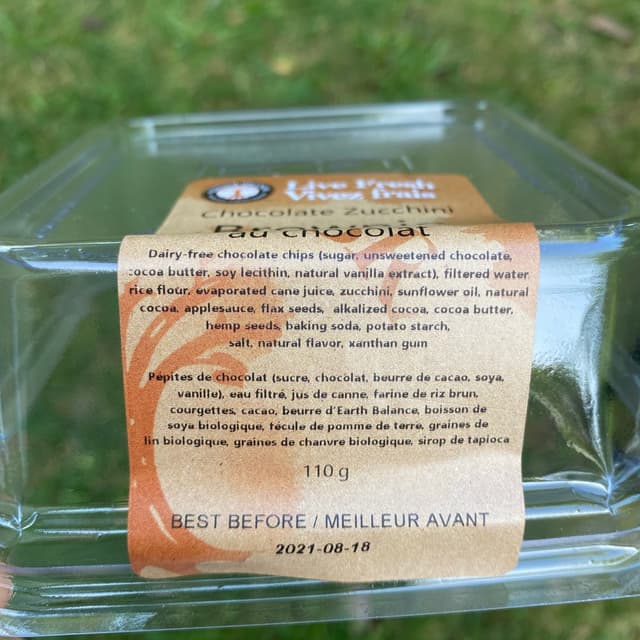 Live Fresh
Vivez frais
Chocolate Zucchini
au chocolat
Dairy-free chocolate chips (sugar, unsweetened chocolate,
cocoa butter, soy lecithin, natural vanilla extract), filtered water,
rice flour, evaporated cane juice, zucchini, sunflower oil, natural
cocoa, applesauce, flax seeds, alkalized cocoa, cocoa butter,
hemp seeds, baking soda, potato starch,
salt, natural flavor, xanthan gum
Pépites de chocolat (sucre, chocolat, beurre de cacao, soya,
vanille), eau filtré, jus de canne, farine de riz brun,
courgettes, cacao, beurre d'Earth Balance, boisson de
soya biologique, fécule de pomme de terre, graines de
lin biologique, graines de chanvre biologique, sirop de tapioca
110 g
BEST BEFORE / MEILLEUR AVANT
2021-08-18